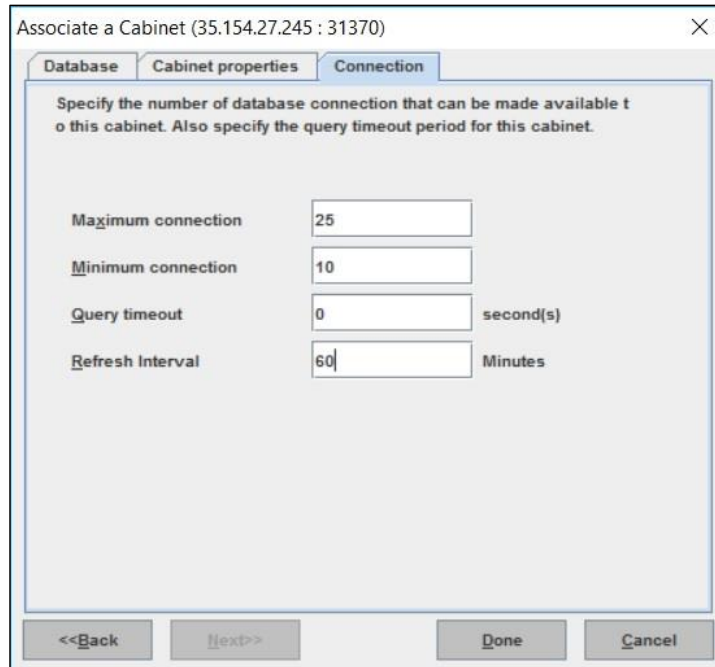 Associate a Cabinet (35.154.27.245 : 31370)
Database Cabinet properties Connection
Specify the number of database connection that can be made available t
o this cabinet. Also specify the query timeout period for this cabinet.
Maximum connection 25
Minimum connection 10
Query timeout 0 second(s)
Refresh Interval 60 Minutes
<<Back Next>> Done Cancel